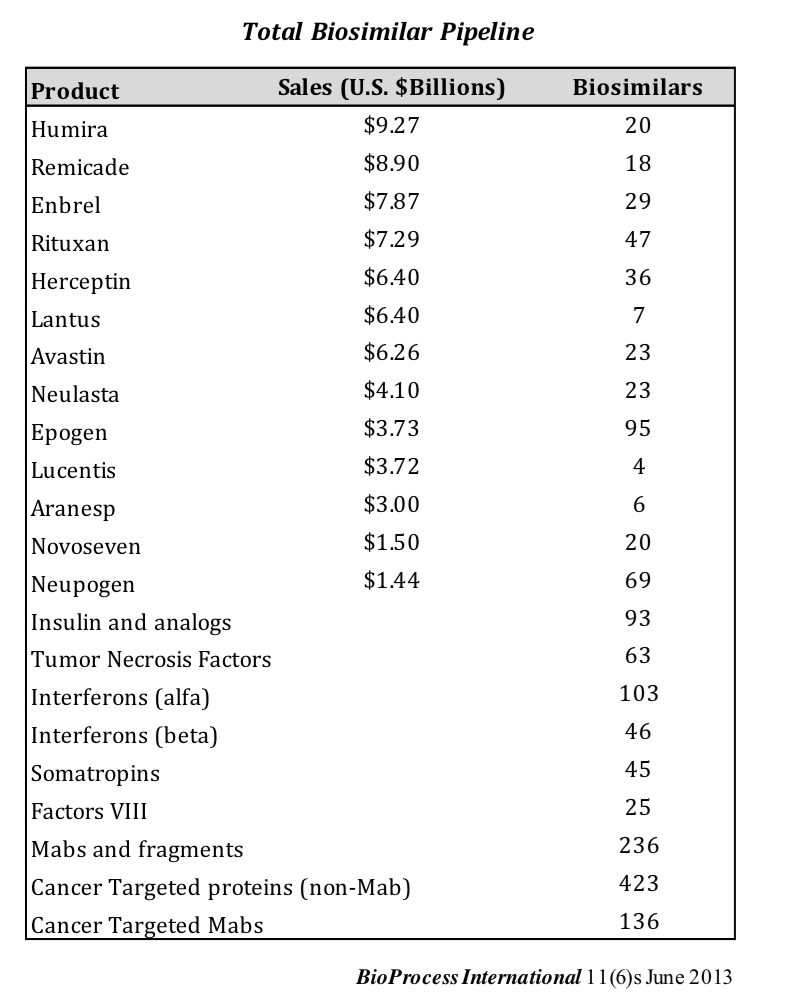 Total Biosimilar Pipeline
Product Sales (U.S. $Billions) Biosimilars
Humira $9.27 20
Remicade $8.90 18
Enbrel $7.87 29
Rituxan $7.29 47
Herceptin $6.40 36
Lantus $6.40 7
Avastin $6.26 23
Neulasta $4.10 23
Epogen $3.73 95
Lucentis $3.72 4
Aranesp $3.00 6
Novoseven $1.50 20
Neupogen $1.44 69
Insulin and analogs 93
Tumor Necrosis Factors 63
Interferons (alfa) 103
Interferons (beta) 46
Somatropins 45
Factors VIII 25
Mabs and fragments 236
Cancer Targeted proteins (non-Mab) 423
Cancer Targeted Mabs 136
BioProcess International 11(6)s June 2013